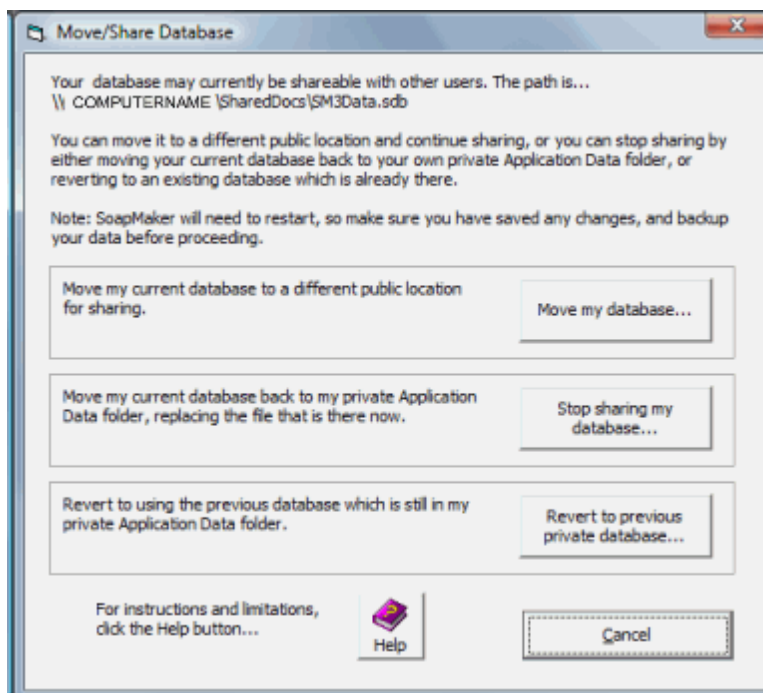 Move/Share Database
Your database may currently be shareable with other users. The path is...
\\ COMPUTERNAME \SharedDocs\SM3Data.sdb
You can move it to a different public location and continue sharing, or you can stop sharing by
either moving your current database back to your own private Application Data folder, or
reverting to an existing database which is already there.
Note: SoapMaker will need to restart, so make sure you have saved any changes, and backup
your data before proceeding.
Move my current database to a different public location
for sharing.
Move my database...
Move my current database back to my private Application
Data folder, replacing the file that is there now.
Stop sharing my
database...
Revert to using the previous database which is still in my
private Application Data folder.
Revert to previous
private database...
For instructions and limitations,
click the Help button...
Help
Cancel